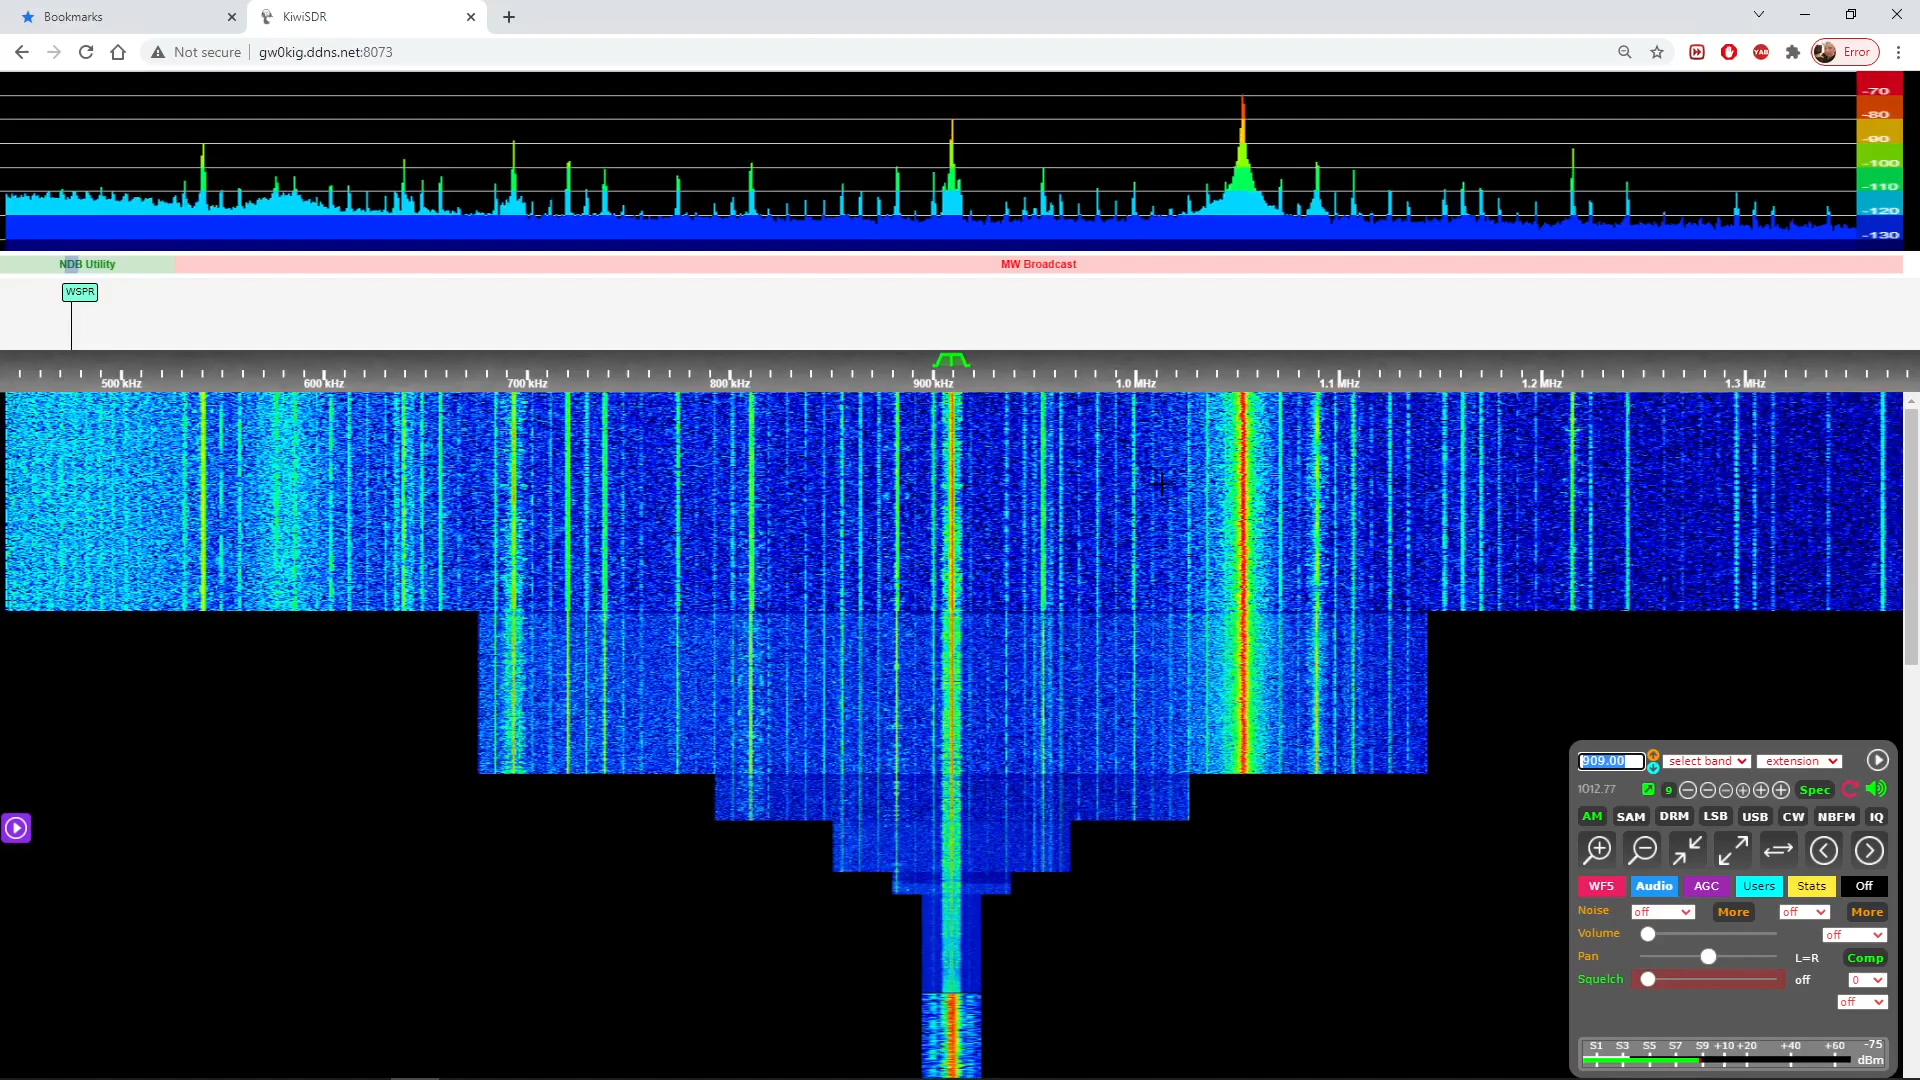 Bookmarks
KiwiSDR
Not secure
gw0kig.ddns.net:8073
YAB
Error
-70
-80
-90
-100
-110
-120
-130
NDB Utility
MW Broadcast
WSPR
500 kHz 600 kHz 700 kHz 800 kHz 900 kHz 1.0 MHz 1.1 MHz 1.2 MHz 1.3 MHz
909.00 select band extension
1012.77 9 Spec
AM SAM DRM LSB USB CW NBFM IQ
WF5 Audio AGC Users Stats Off
Noise off More off More
Volume off
Pan L=R Comp
Squelch off 0
off
S1 S3 S5 S7 S9 +10 +20 +40 +60 -75
dBm